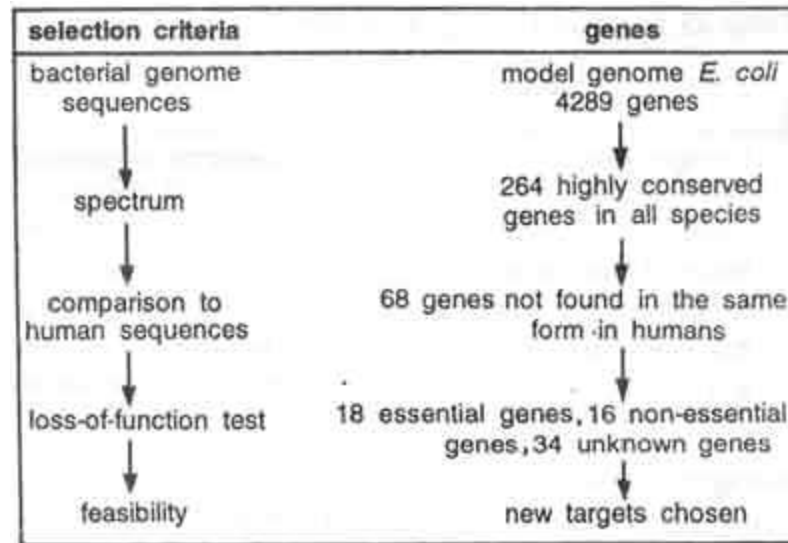 selection criteria genes
bacterial genome model genome E. coli
sequences 4289 genes
264 highly conserved
spectrum genes in all species
comparison to 68 genes not found in the same
human sequences form in humans
loss-of-function test 18 essential genes, 16 non-essential
genes, 34 unknown genes
feasibility new targets chosen